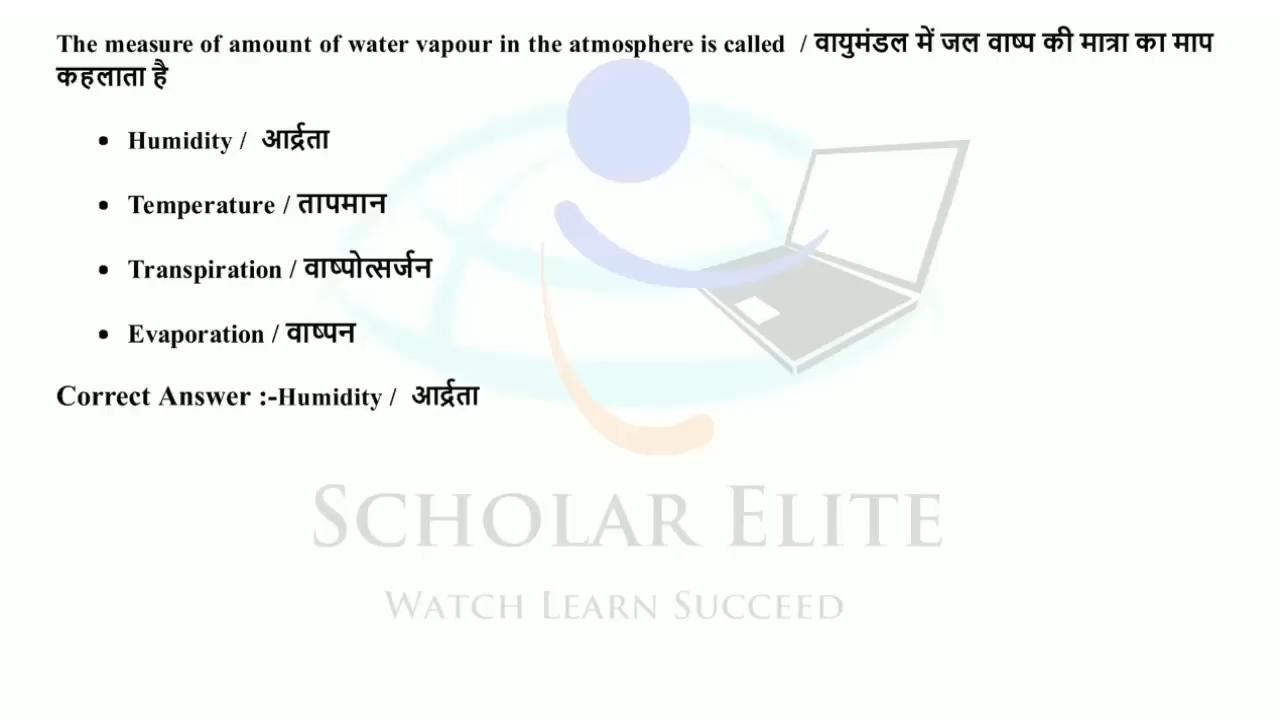 The measure of amount of water vapour in the atmosphere is called / वायुमंडल में जल वाष्प की मात्रा का माप
कहलाता है
• Humidity / आर्द्रता
• Temperature / तापमान
• Transpiration / वाष्पोत्सर्जन
• Evaporation / वाष्पन
Correct Answer :-Humidity / आर्द्रता
SCHOLAR ELITE
WATCH LEARN SUCCEED